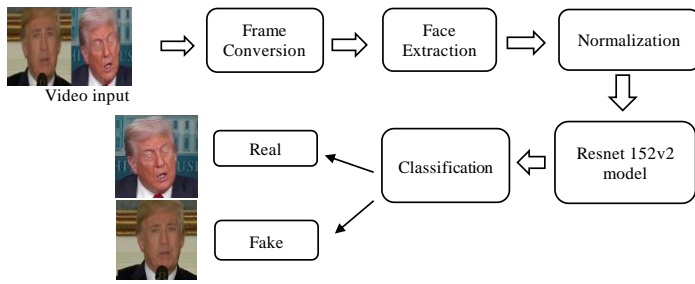 Frame
Conversion
Face
Extraction
Normalization
Video input
Resnet 152v2
model
Classification
Real
Fake